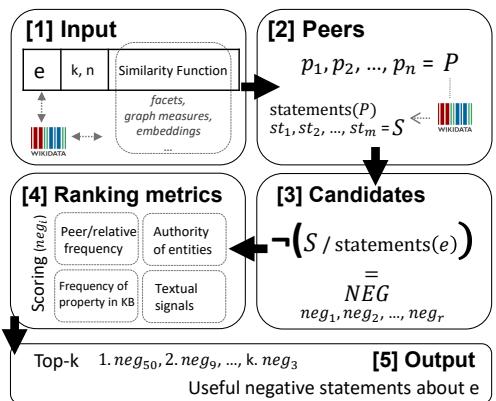 [1] Input
e
k, n
Similarity Function
facets,
graph measures,
embeddings
...
WIKIDATA
[2] Peers
p₁, p₂, ..., pₙ = P
statements(P)
st₁, st₂, ..., stₘ = S
WIKIDATA
[3] Candidates
¬(S / statements(e))
=
NEG
neg₁, neg₂, ..., negᵣ
[4] Ranking metrics
Scoring (negᵢ)
Peer/relative
frequency
Authority
of entities
Frequency of
property in KB
Textual
signals
[5] Output
Top-k 1. neg₅₀, 2. neg₉, ..., k. neg₃
Useful negative statements about e